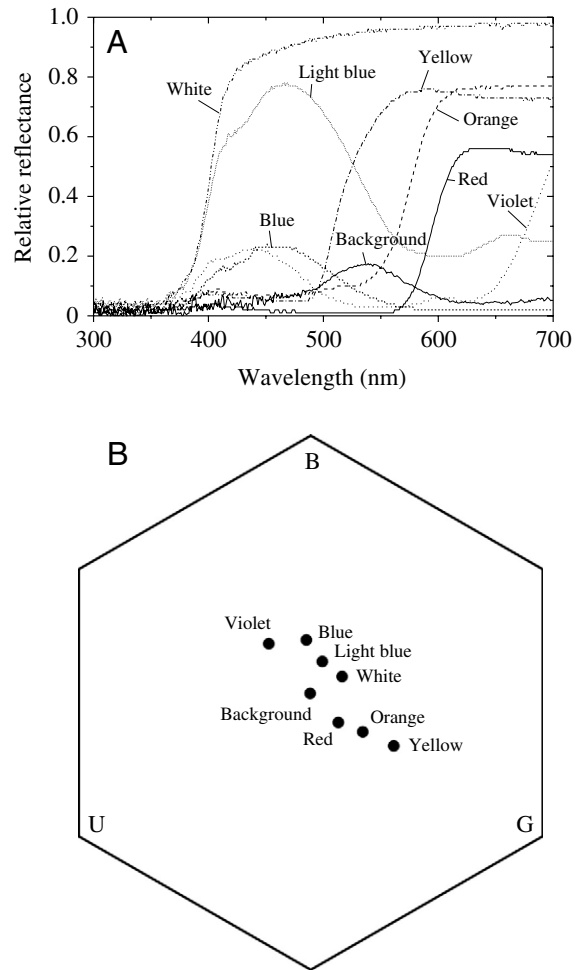 A
1.0
0.8
0.6
0.4
0.2
0
Relative reflectance
White
Light blue
Yellow
Orange
Red
Violet
Blue
Background
300 400 500 600 700
Wavelength (nm)
B
B
Violet
Blue
Light blue
White
Background
Red
Orange
Yellow
U
G